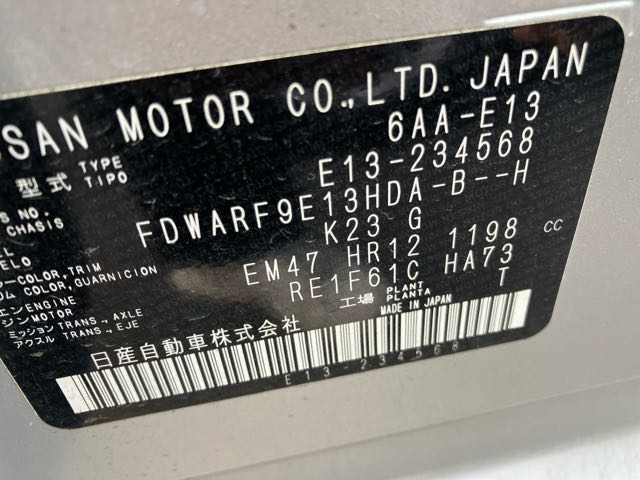 SSAN MOTOR CO.,LTD. JAPAN
型式 TYPE TIPO 6AA-E13
S NO. CHASIS E13-234568
EL ELO FDWARF9E13HDA-B--H
COLOR,TRIM COLOR,GUARNICION K23 G
エンジン ENGINE MOTOR EM47 HR12 1198 CC
ミッション TRANS., AXLE アクスル TRANS., EJE RE1F61C HA73
工場 PLANT PLANTA T
MADE IN JAPAN
日産自動車株式会社
E13-234568